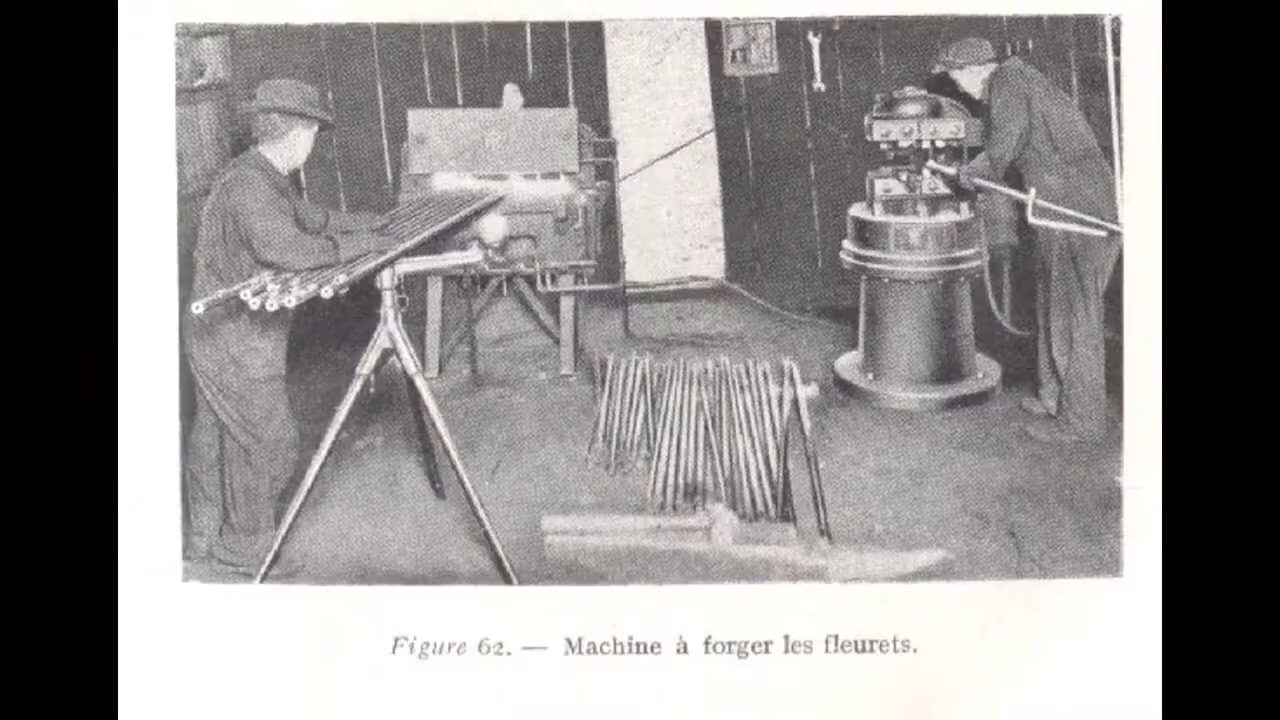 Figure 62. — Machine à forger les fleurets.